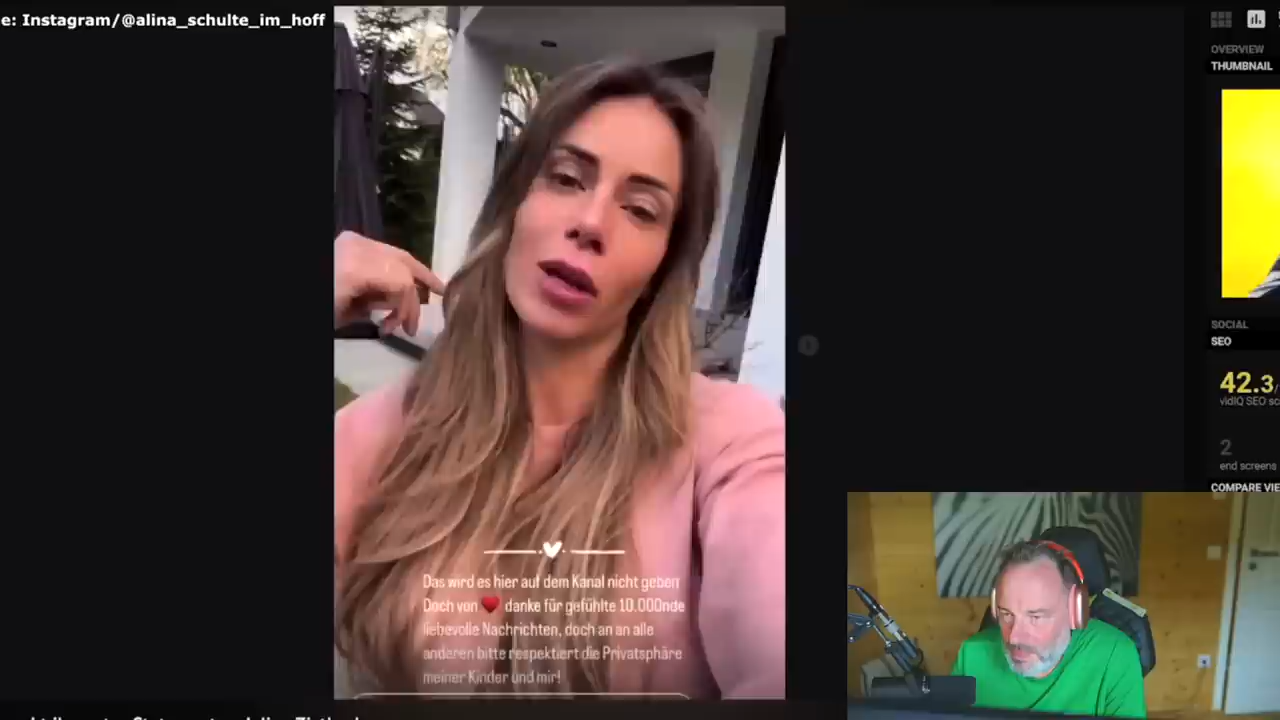 e: Instagram/@alina_schulte_im_hoff
OVERVIEW
THUMBNAIL
SOCIAL
SEO
42.3/
vidIQ SEO sc
2
end screens
COMPARE VIE
Das wird es hier auf dem Kanal nicht geben
Doch von ❤️ danke für gefühlte 10.000nde
liebevolle Nachrichten, doch an an alle
anderen bitte respektiert die Privatsphäre
meiner Kinder und mir!